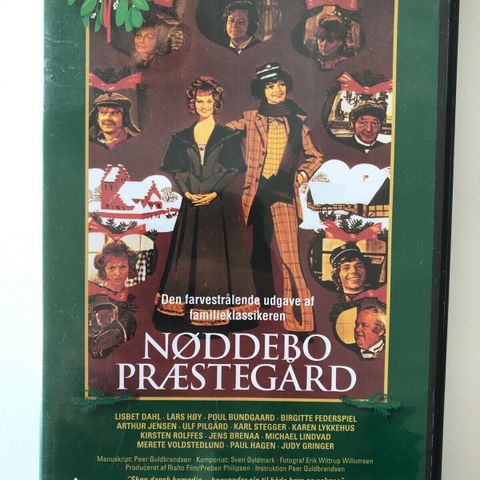 Den farvestrålende udgave af
familieklassikeren
NØDDEBO
PRÆSTEGÅRD
LISBET DAHL · LARS HØY · POUL BUNDGAARD · BIRGITTE FEDERSPIEL
ARTHUR JENSEN · ULF PILGÅRD · KARL STEGGER · KAREN LYKKEHUS
KIRSTEN ROLFFES · JENS BRENAA · MICHAEL LINDVAD
MERETE VOLDSTEDLUND · PAUL HAGEN · JUDY GRINGER
Manuskript: Peer Guldbrandsen · Komponist: Sven Gyldmark · Fotograf Erik Wittrup Willumsen
Produceret af Rialto Film/Preben Philipsen · Instruktion Peer Guldbrandsen